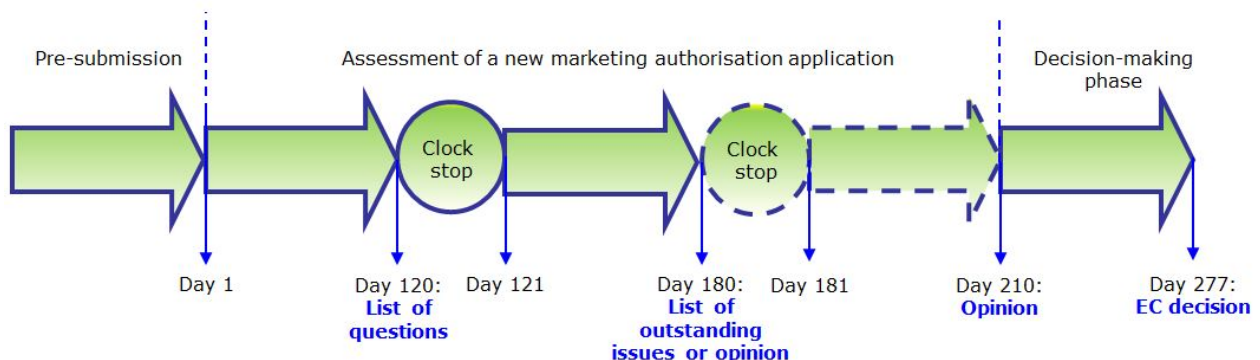 Pre-submission
Assessment of a new marketing authorisation application
Decision-making
phase
Clock
stop
Clock
stop
Day 1
Day 120:
List of
questions
Day 121
Day 180:
List of
outstanding
issues or opinion
Day 181
Day 210:
Opinion
Day 277:
EC decision